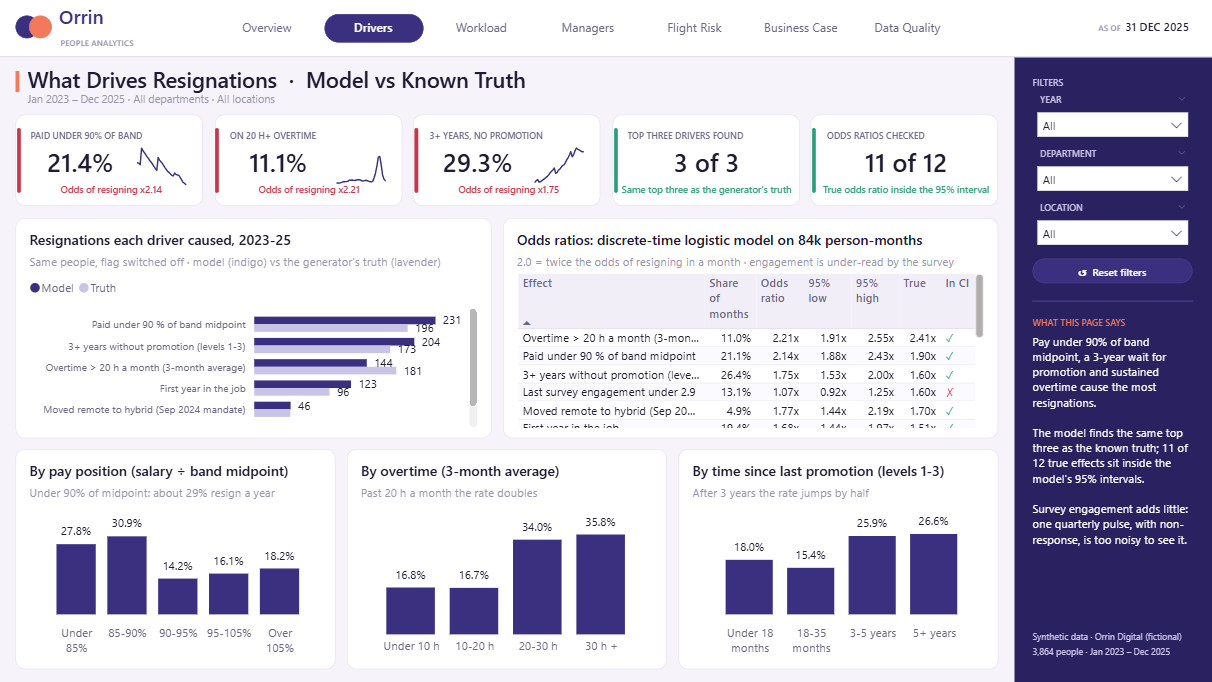 Orrin
PEOPLE ANALYTICS
Overview
Drivers
Workload
Managers
Flight Risk
Business Case
Data Quality
AS OF 31 DEC 2025
What Drives Resignations · Model vs Known Truth
Jan 2023 – Dec 2025 · All departments · All locations
PAID UNDER 90% OF BAND
21.4%
Odds of resigning x2.14
ON 20 H+ OVERTIME
11.1%
Odds of resigning x2.21
3+ YEARS, NO PROMOTION
29.3%
Odds of resigning x1.75
TOP THREE DRIVERS FOUND
3 of 3
Same top three as the generator's truth
ODDS RATIOS CHECKED
11 of 12
True odds ratio inside the 95% interval
Resignations each driver caused, 2023-25
Same people, flag switched off · model (indigo) vs the generator's truth (lavender)
Model Truth
Paid under 90 % of band midpoint 231 196
3+ years without promotion (levels 1-3) 204 173
Overtime > 20 h a month (3-month average) 144 181
First year in the job 123 96
Moved remote to hybrid (Sep 2024 mandate) 46
Odds ratios: discrete-time logistic model on 84k person-months
2.0 = twice the odds of resigning in a month · engagement is under-read by the survey
Effect Share of months Odds ratio 95% low 95% high True In CI
Overtime > 20 h a month (3-mon... 11.0% 2.21x 1.91x 2.55x 2.41x ✓
Paid under 90 % of band midpoint 21.1% 2.14x 1.88x 2.43x 1.90x ✓
3+ years without promotion (leve... 26.4% 1.75x 1.53x 2.00x 1.60x ✓
Last survey engagement under 2.9 13.1% 1.07x 0.92x 1.25x 1.60x ✗
Moved remote to hybrid (Sep 20... 4.9% 1.77x 1.44x 2.19x 1.70x ✓
First year in the job 19.4% 1.68x 1.44x 1.97x 1.51x ✓
By pay position (salary ÷ band midpoint)
Under 90% of midpoint: about 29% resign a year
27.8% 30.9% 14.2% 16.1% 18.2%
Under 85% 85-90% 90-95% 95-105% Over 105%
By overtime (3-month average)
Past 20 h a month the rate doubles
16.8% 16.7% 34.0% 35.8%
Under 10 h 10-20 h 20-30 h 30 h +
By time since last promotion (levels 1-3)
After 3 years the rate jumps by half
18.0% 15.4% 25.9% 26.6%
Under 18 months 18-35 months 3-5 years 5+ years
FILTERS
YEAR
All
DEPARTMENT
All
LOCATION
All
↺ Reset filters
WHAT THIS PAGE SAYS
Pay under 90% of band
midpoint, a 3-year wait for
promotion and sustained
overtime cause the most
resignations.
The model finds the same top
three as the known truth; 11 of
12 true effects sit inside the
model's 95% intervals.
Survey engagement adds little:
one quarterly pulse, with non-
response, is too noisy to see it.
Synthetic data · Orrin Digital (fictional)
3,864 people · Jan 2023 – Dec 2025